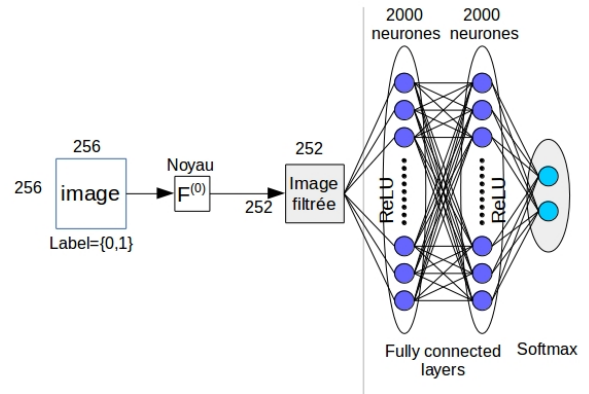 2000
neurones
2000
neurones
256
256
image
Label={0,1}
Noyau
F(0)
252
252
Image
filtrée
ReLU
ReLU
Fully connected
layers
Softmax